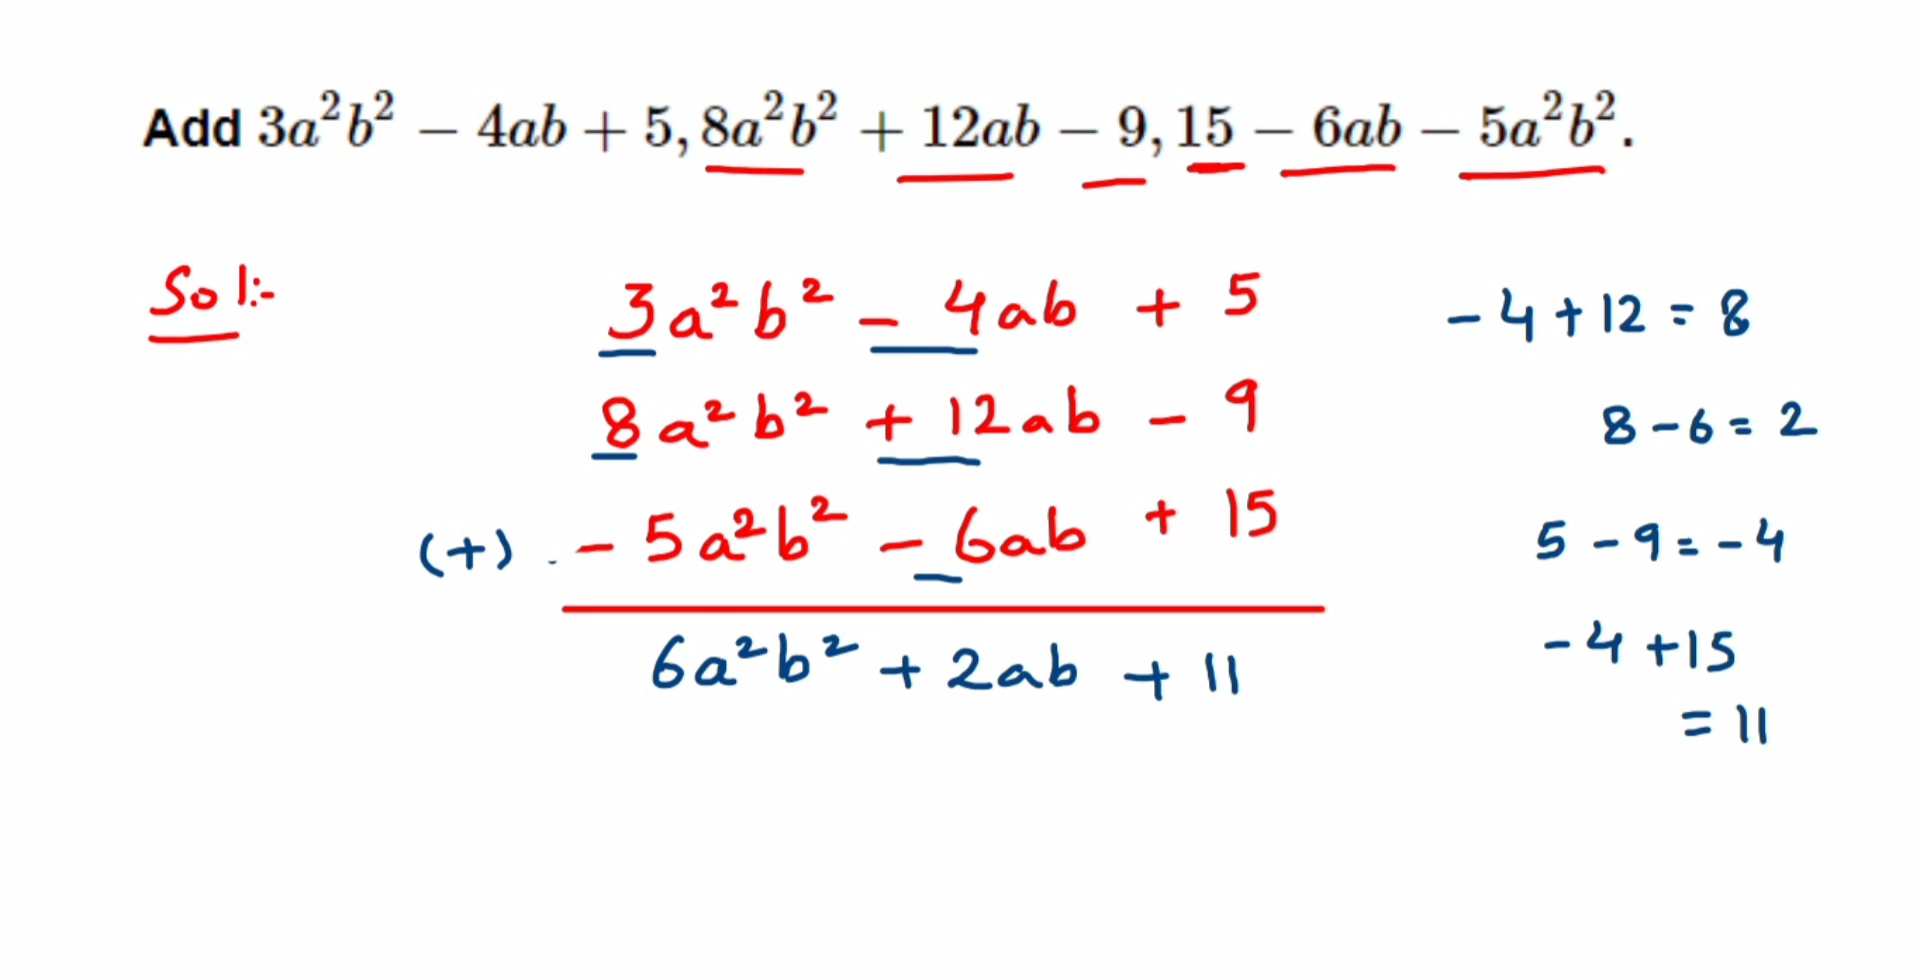 Add 3a²b² − 4ab + 5, 8a²b² + 12ab − 9, 15 − 6ab − 5a²b².
Sol:-
3a²b² − 4ab + 5
8a²b² + 12ab − 9
(+) − 5a²b² − 6ab + 15
6a²b² + 2ab + 11
− 4 + 12 = 8
8 − 6 = 2
5 − 9 = − 4
− 4 + 15
= 11